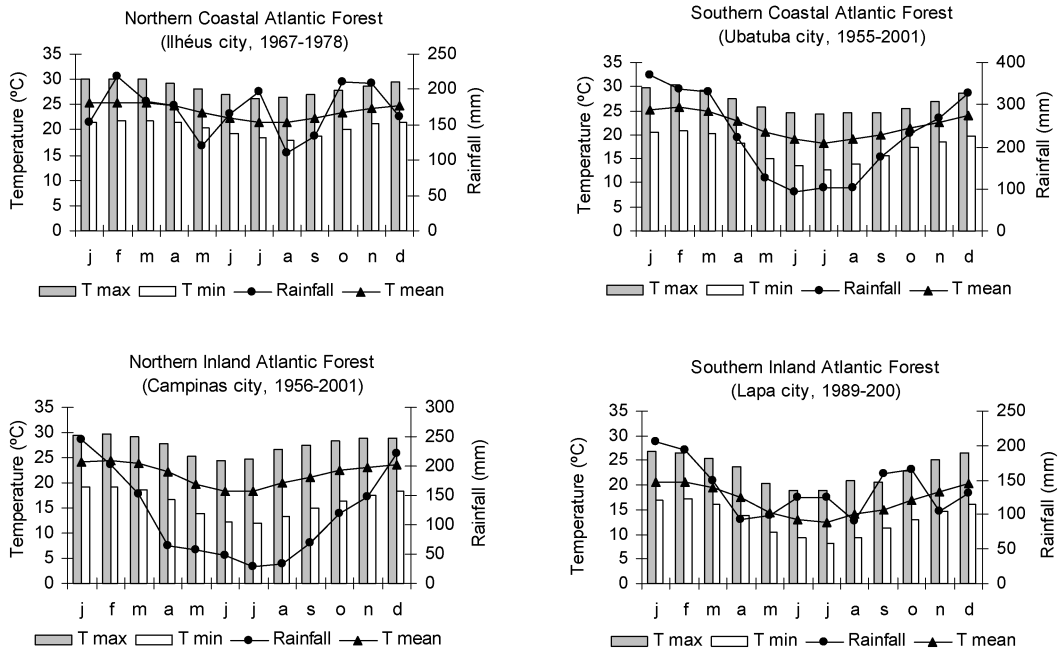 Northern Coastal Atlantic Forest
(Ilhéus city, 1967-1978)
Temperature (ºC)
35
30
25
20
15
10
5
0
250
200
150
100
50
0
Rainfall (mm)
j f m a m j j a s o n d
T max T min Rainfall T mean
Southern Coastal Atlantic Forest
(Ubatuba city, 1955-2001)
Temperature (ºC)
35
30
25
20
15
10
5
0
400
300
200
100
0
Rainfall (mm)
j f m a m j j a s o n d
T max T min Rainfall T mean
Northern Inland Atlantic Forest
(Campinas city, 1956-2001)
Temperature (ºC)
35
30
25
20
15
10
5
0
300
250
200
150
100
50
0
Rainfall (mm)
j f m a m j j a s o n d
T max T min Rainfall T mean
Southern Inland Atlantic Forest
(Lapa city, 1989-200)
Temperature (ºC)
35
30
25
20
15
10
5
0
250
200
150
100
50
0
Rainfall (mm)
j f m a m j j a s o n d
T max T min Rainfall T mean